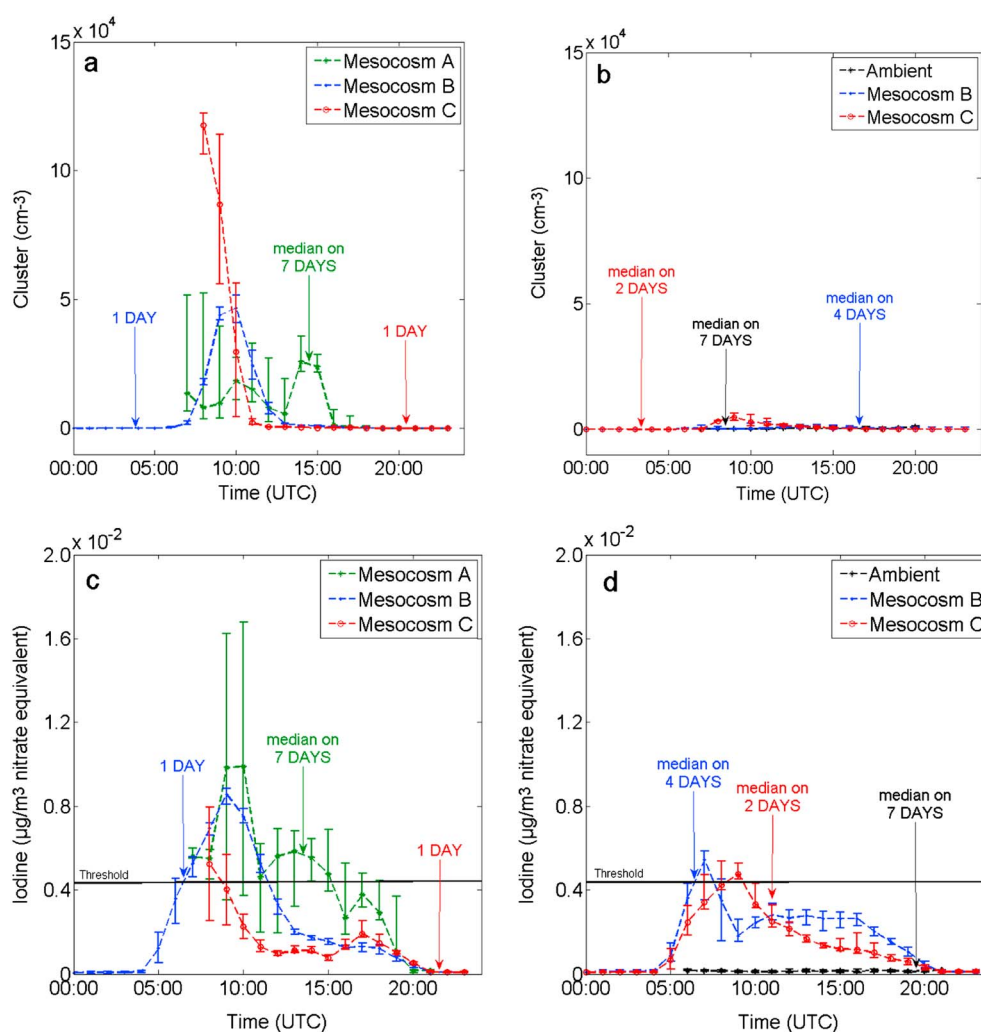 x 10⁴
15
10
5
0
a
Mesocosm A
Mesocosm B
Mesocosm C
Cluster (cm-3)
median on
7 DAYS
1 DAY
1 DAY
00:00 05:00 10:00 15:00 20:00
Time (UTC)
x 10⁴
15
10
5
0
b
Ambient
Mesocosm B
Mesocosm C
Cluster (cm-3)
median on
2 DAYS
median on
7 DAYS
median on
4 DAYS
00:00 05:00 10:00 15:00 20:00
Time (UTC)
x 10⁻²
2.0
1.6
1.2
0.8
0.4
0
c
Mesocosm A
Mesocosm B
Mesocosm C
Iodine (µg/m³ nitrate equivalent)
1 DAY
median on
7 DAYS
1 DAY
Threshold
00:00 05:00 10:00 15:00 20:00
Time (UTC)
x 10⁻²
2.0
1.6
1.2
0.8
0.4
0
d
Ambient
Mesocosm B
Mesocosm C
Iodine (µg/m³ nitrate equivalent)
median on
4 DAYS
median on
2 DAYS
median on
7 DAYS
Threshold
00:00 05:00 10:00 15:00 20:00
Time (UTC)